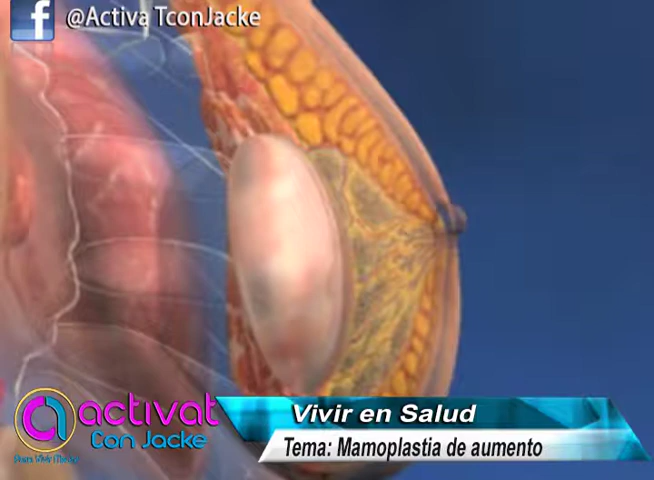 f @Activa TconJacke
activat
Con Jacke
Vivir en Salud
Tema: Mamoplastia de aumento